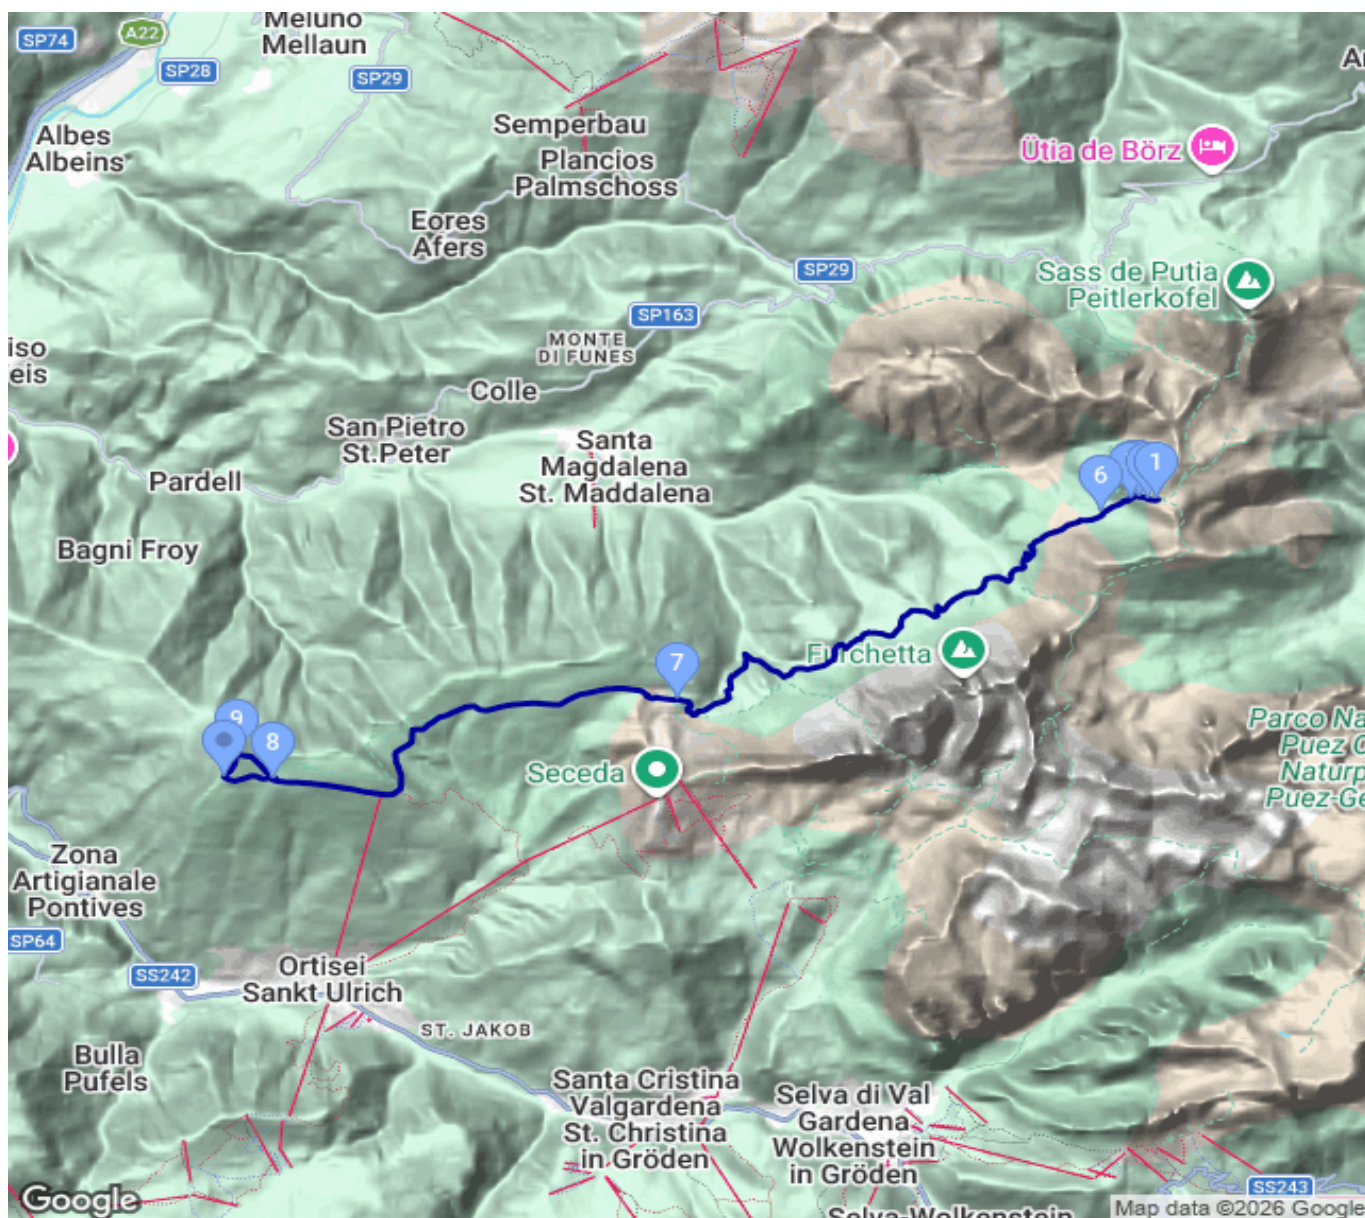 Meluno
Mellaun
SP74
A22
SP28
SP29
Albes
Albeins
Semperbau
Plancios
Palmschoss
Ütia de Börz
Eores
Afers
SP29
Sass de Putia
Peitlerkofel
SP163
MONTE
DI FUNES
iso
eis
Colle
San Pietro
St.Peter
Santa
Magdalena
St. Maddalena
Pardell
6
1
Bagni Froy
7
Furchetta
9
8
Seceda
Parco Na
Puez G
Naturp
Puez-Ge
Zona
Artigianale
Pontives
SP64
SS242
Ortisei
Sankt Ulrich
ST. JAKOB
Bulla
Pufels
Santa Cristina
Valgardena
St. Christina
in Gröden
Selva di Val
Gardena
Wolkenstein
in Gröden
SS243
Selva-Wolkenstein
Google
Map data ©2026 Google